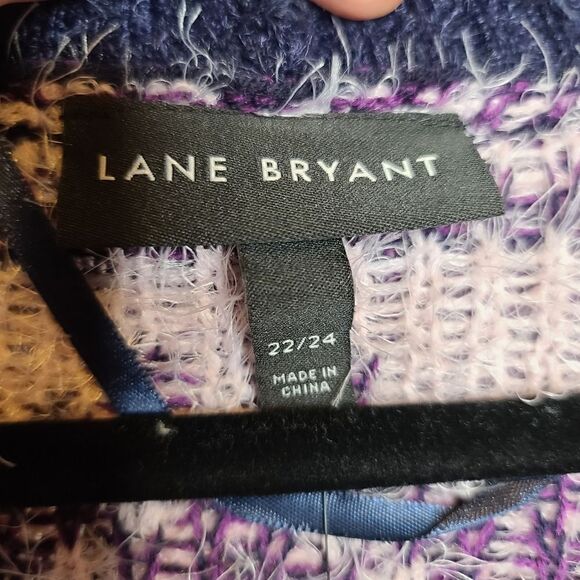 LANE BRYANT
22/24
MADE IN
CHINA